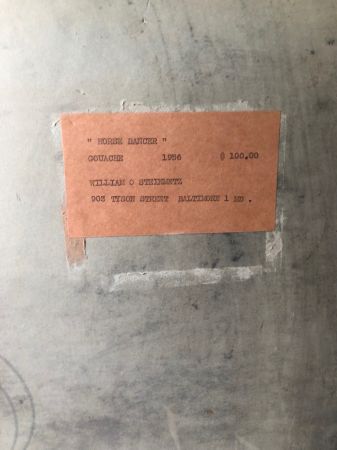 " HORSE DANCER "
GOUACHE 1956 @ 100.00
WILLIAM O STEINMETZ
903 TYSON STREET BALTIMORE 1 MD .